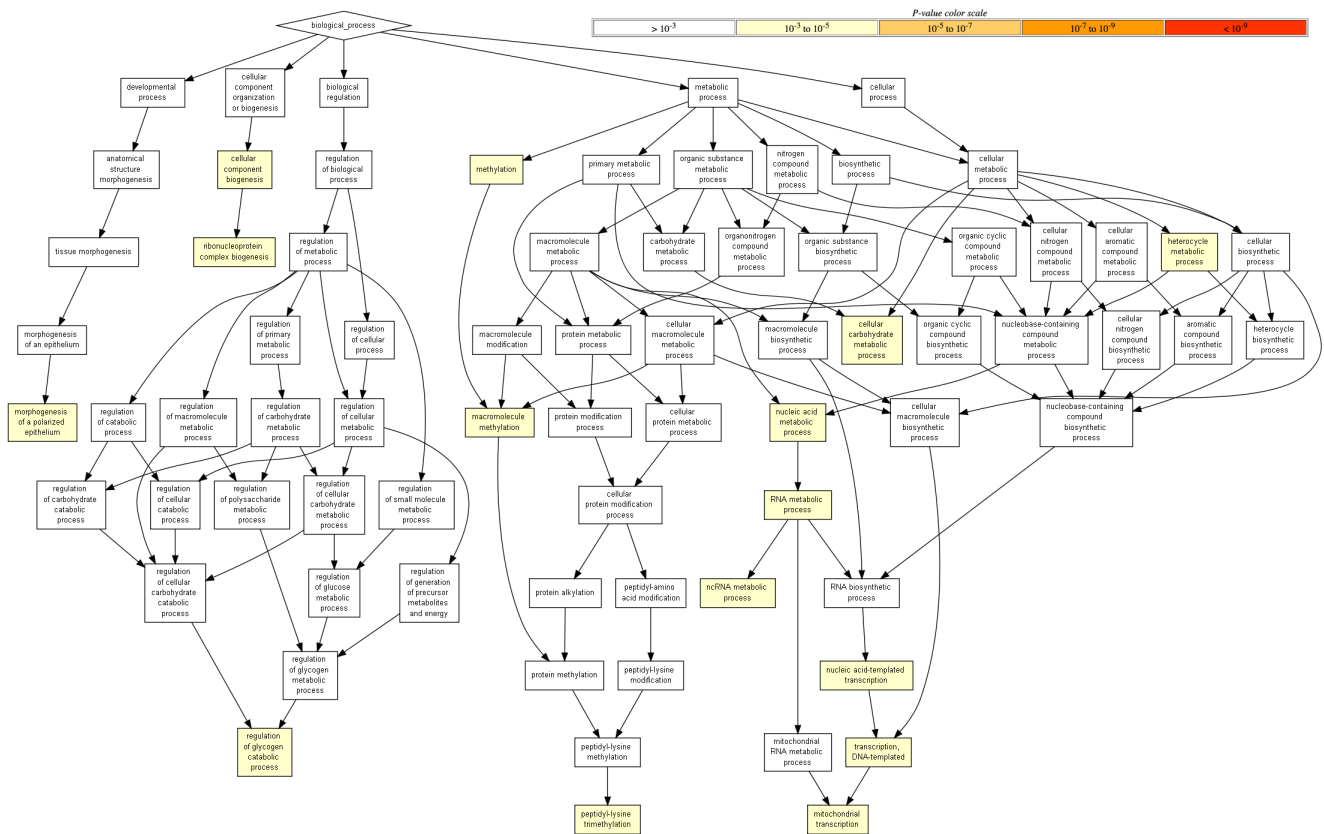 P-value color scale
> 10-3
10-3 to 10-5
10-5 to 10-7
10-7 to 10-9
< 10-9
biological_process
developmental
process
cellular
component
organization
or biogenesis
biological
regulation
metabolic
process
cellular
process
anatomical
structure
morphogenesis
cellular
component
biogenesis
regulation
of biological
process
methylation
primary metabolic
process
organic substance
metabolic
process
nitrogen
compound
metabolic
process
biosynthetic
process
cellular
metabolic
process
tissue morphogenesis
ribonucleoprotein
complex biogenesis
regulation
of metabolic
process
macromolecule
metabolic
process
carbohydrate
metabolic
process
organonitrogen
compound
metabolic
process
organic substance
biosynthetic
process
organic cyclic
compound
metabolic
process
cellular
nitrogen
compound
metabolic
process
cellular
aromatic
compound
metabolic
process
heterocycle
metabolic
process
cellular
biosynthetic
process
morphogenesis
of an epithelium
regulation
of primary
metabolic
process
regulation
of cellular
process
macromolecule
modification
protein metabolic
process
cellular
macromolecule
metabolic
process
macromolecule
biosynthetic
process
cellular
carbohydrate
metabolic
process
organic cyclic
compound
biosynthetic
process
nucleobase-containing
compound
metabolic
process
cellular
nitrogen
compound
biosynthetic
process
aromatic
compound
biosynthetic
process
heterocycle
biosynthetic
process
morphogenesis
of a polarized
epithelium
regulation
of catabolic
process
regulation
of macromolecule
metabolic
process
regulation
of carbohydrate
metabolic
process
regulation
of cellular
metabolic
process
macromolecule
methylation
protein modification
process
cellular
protein metabolic
process
nucleic acid
metabolic
process
cellular
macromolecule
biosynthetic
process
nucleobase-containing
compound
biosynthetic
process
regulation
of carbohydrate
catabolic
process
regulation
of cellular
catabolic
process
regulation
of polysaccharide
metabolic
process
regulation
of cellular
carbohydrate
metabolic
process
regulation
of small molecule
metabolic
process
cellular
protein modification
process
RNA metabolic
process
regulation
of cellular
carbohydrate
catabolic
process
regulation
of glucose
metabolic
process
regulation
of generation
of precursor
metabolites
and energy
protein alkylation
peptidyl-amino
acid modification
ncRNA metabolic
process
RNA biosynthetic
process
regulation
of glycogen
metabolic
process
protein methylation
peptidyl-lysine
modification
nucleic acid-templated
transcription
regulation
of glycogen
catabolic
process
peptidyl-lysine
methylation
mitochondrial
RNA metabolic
process
transcription,
DNA-templated
peptidyl-lysine
trimethylation
mitochondrial
transcription